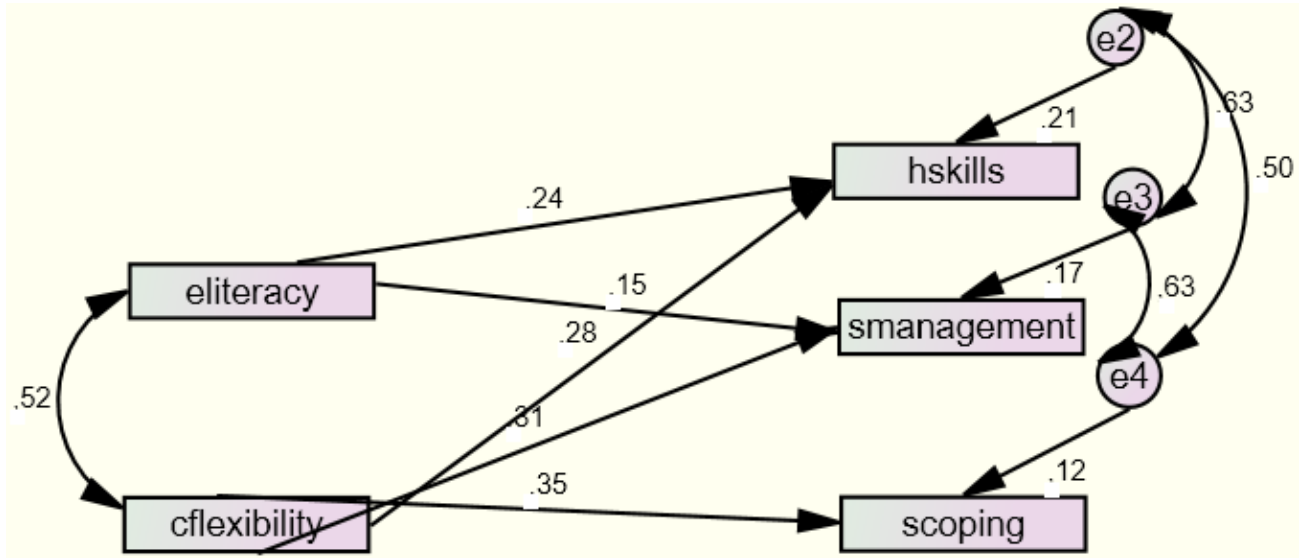 e2
.63
.21
hskills
.50
e3
.24
.17
eliteracy
.15
.63
smanagement
.28
e4
.52
.31
.35
.12
cflexibility
scoping